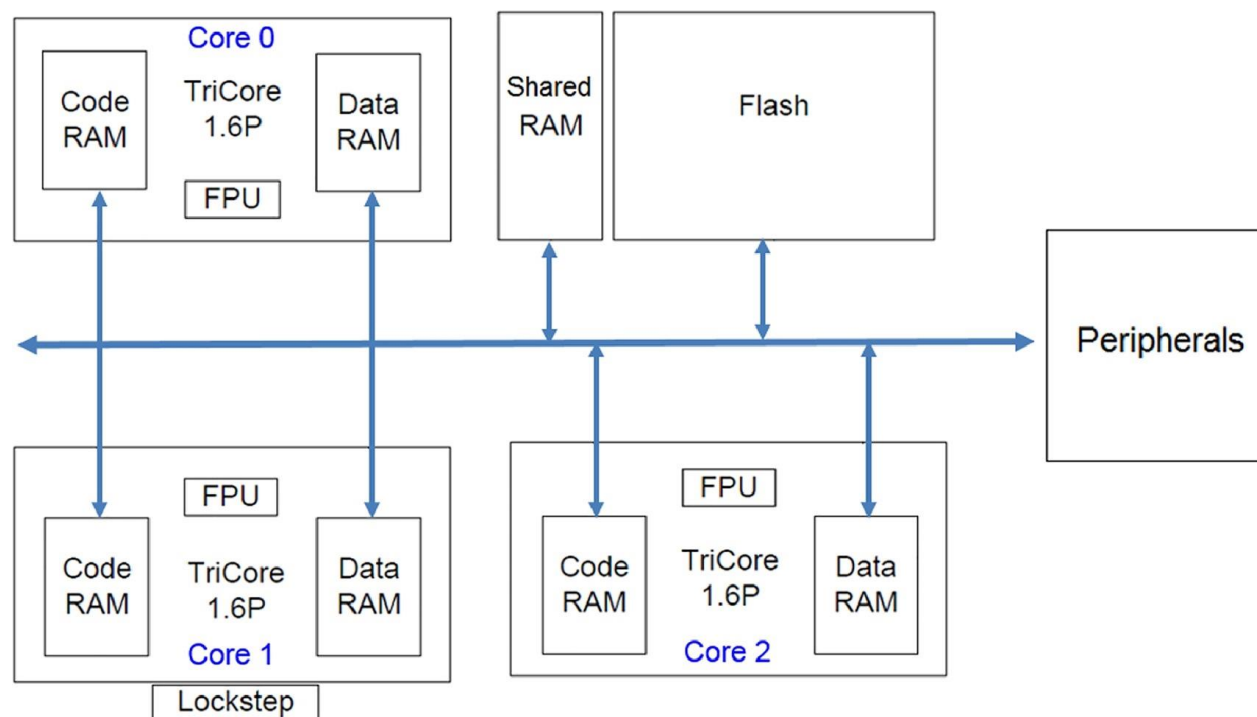 Core 0
Code
RAM
TriCore
1.6P
Data
RAM
FPU
Shared
RAM
Flash
Peripherals
FPU
Code
RAM
TriCore
1.6P
Data
RAM
Core 1
Lockstep
FPU
Code
RAM
TriCore
1.6P
Data
RAM
Core 2